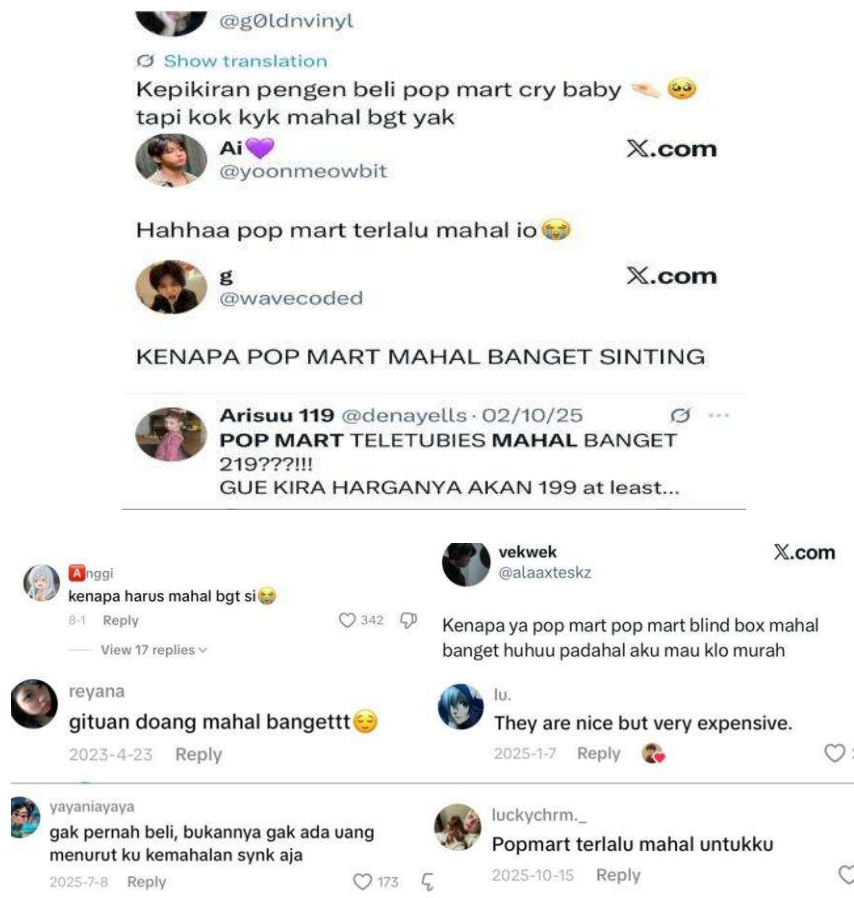 @g0ldnvinyl
Show translation
Kepikiran pengen beli pop mart cry baby 🤏🏻🥺
tapi kok kyk mahal bgt yak
Ai💜
X.com
@yoonmeowbit
Hahhaa pop mart terlalu mahal io😭
g
X.com
@wavecoded
KENAPA POP MART MAHAL BANGET SINTING
Arisuu 119 @denayells · 02/10/25
POP MART TELETUBIES MAHAL BANGET
219???!!!
GUE KIRA HARGANYA AKAN 199 at least...
🅰nggi
kenapa harus mahal bgt si😭
8-1 Reply 342
View 17 replies
vekwek
X.com
@alaaxteskz
Kenapa ya pop mart pop mart blind box mahal
banget huhuu padahal aku mau klo murah
reyana
gituan doang mahal bangettt😌
2023-4-23 Reply
lu.
They are nice but very expensive.
2025-1-7 Reply
yayaniayaya
gak pernah beli, bukannya gak ada uang
menurut ku kemahalan synk aja
2025-7-8 Reply 173
luckychrm._
Popmart terlalu mahal untukku
2025-10-15 Reply